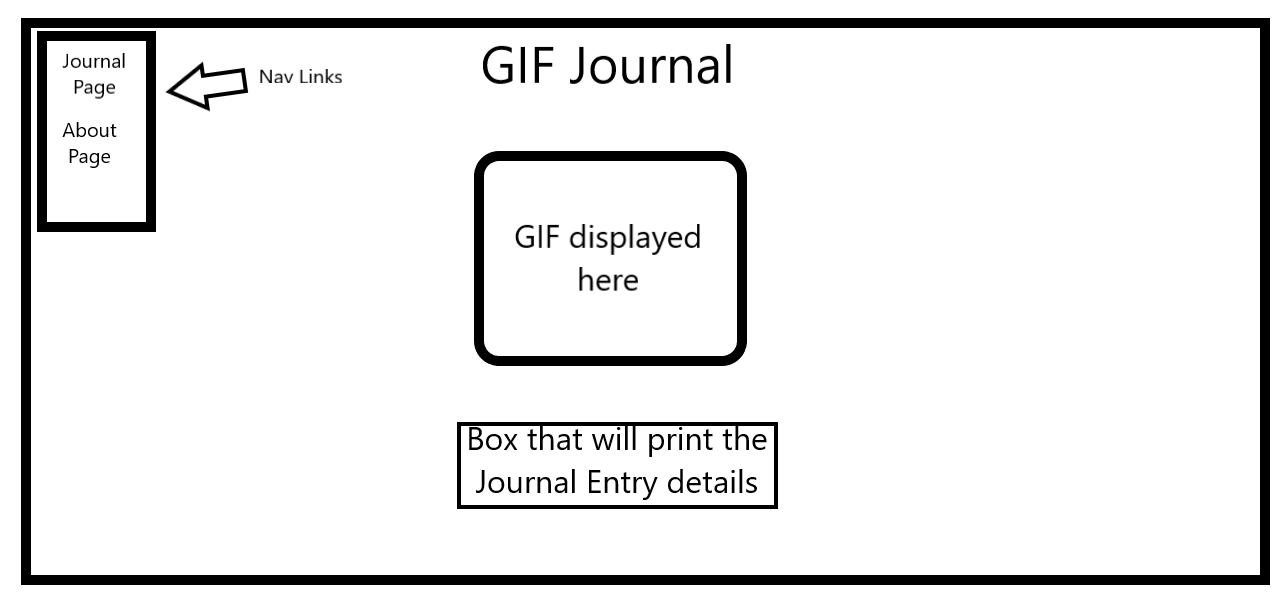 Journal
Page
About
Page
Nav Links
GIF Journal
GIF displayed
here
Box that will print the
Journal Entry details